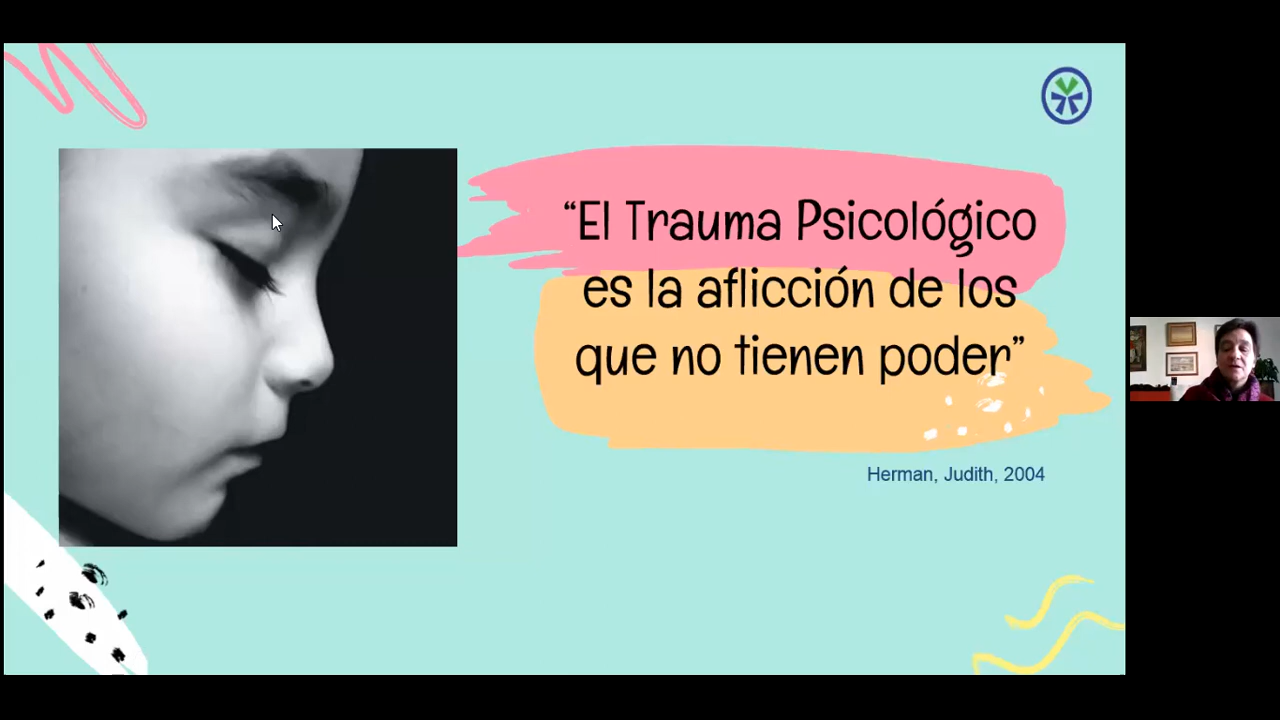 “El Trauma Psicológico
es la aflicción de los
que no tienen poder”
Herman, Judith, 2004